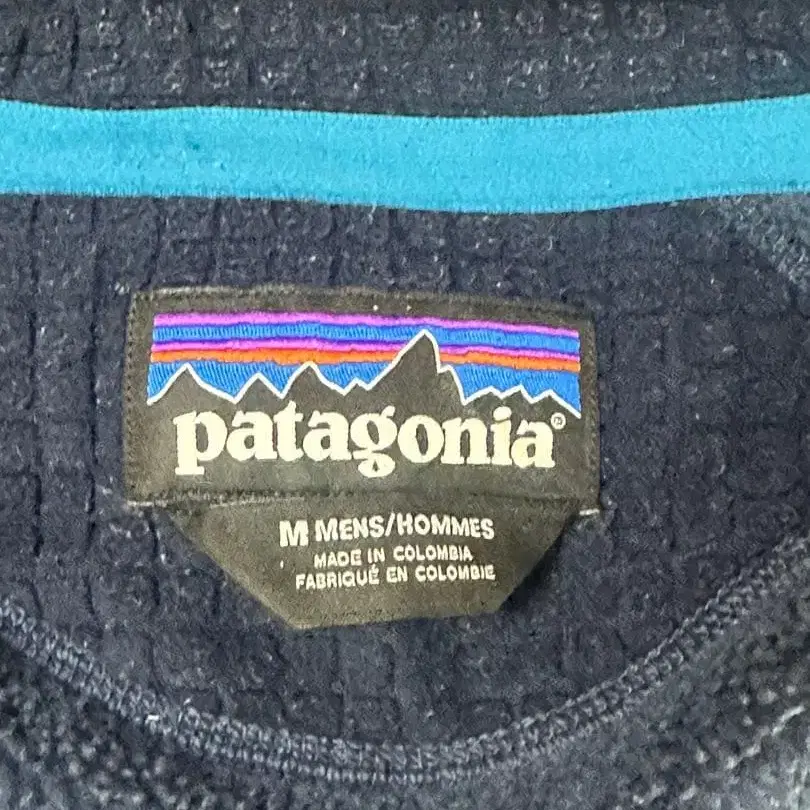 patagonia®
M MENS/HOMMES
MADE IN COLOMBIA
FABRIQUÉ EN COLOMBIE